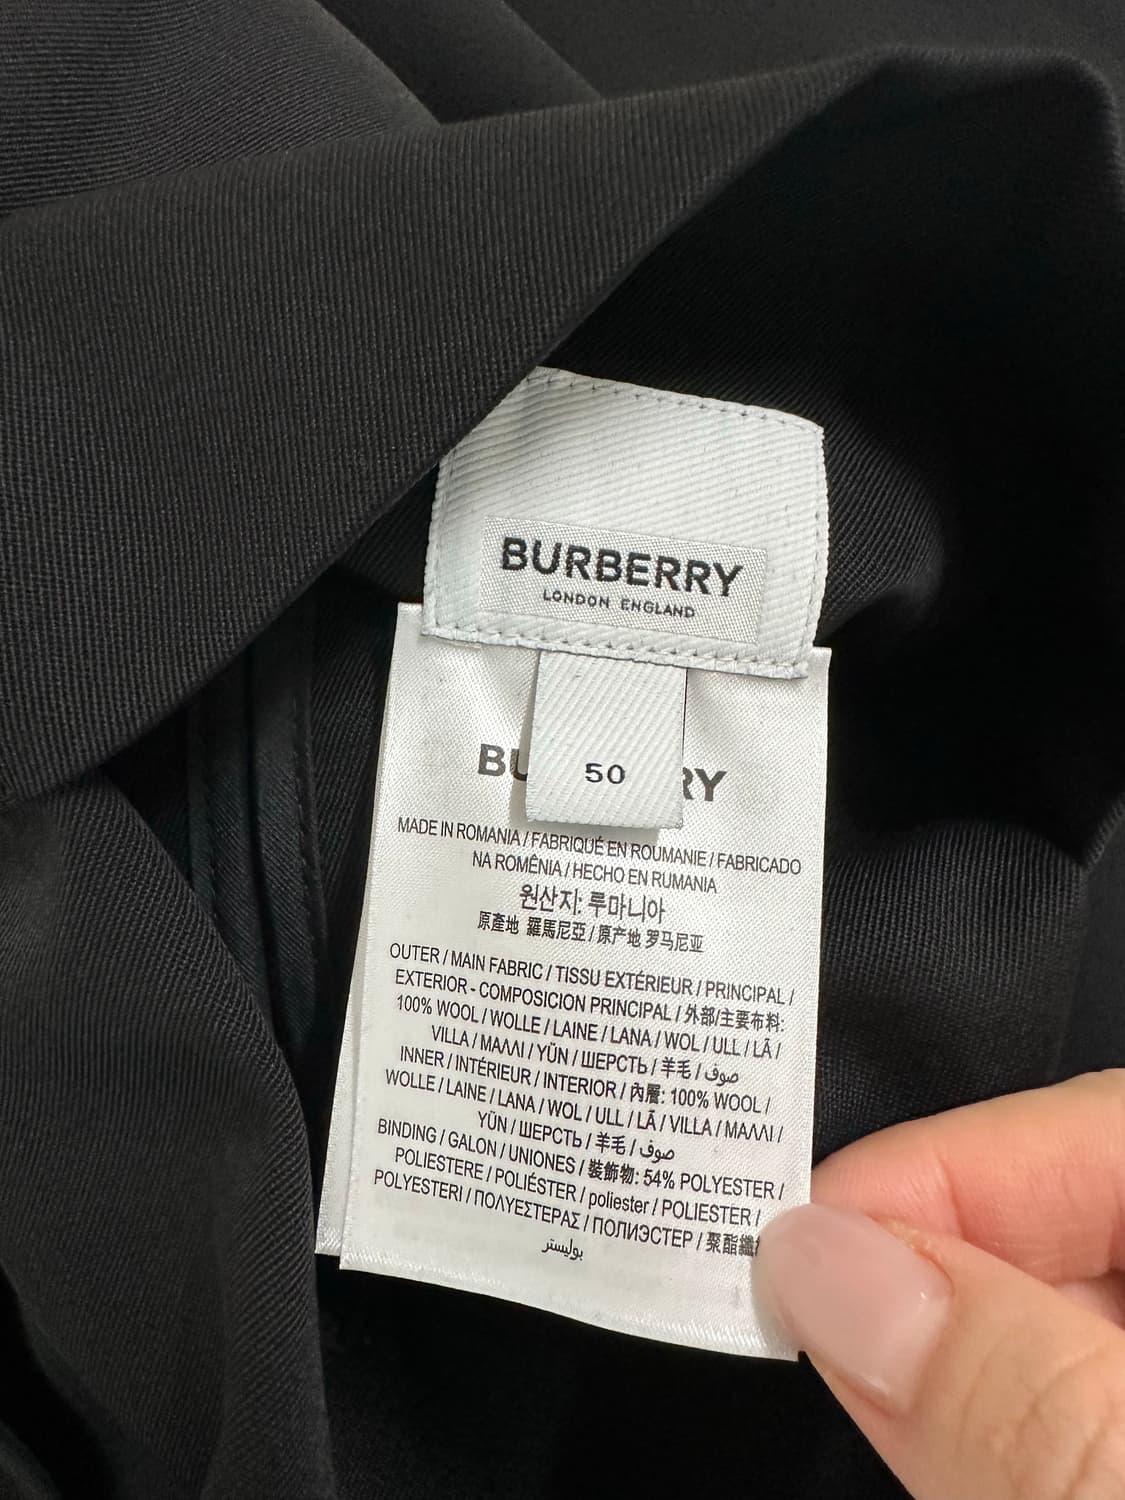 BURBERRY
LONDON ENGLAND
50
MADE IN ROMANIA / FABRIQUÉ EN ROUMANIE / FABRICADO
NA ROMÊNIA / HECHO EN RUMANIA
원산지: 루마니아
原產地 羅馬尼亞 / 原产地 罗马尼亚
OUTER / MAIN FABRIC / TISSU EXTÉRIEUR / PRINCIPAL /
EXTERIOR - COMPOSICION PRINCIPAL / 外部/主要布料:
100% WOOL / WOLLE / LAINE / LANA / WOL / ULL / LÃ /
VILLA / ΜΑΛΛΙ / YÜN / ШЕРСТЬ / 羊毛 / صوف
INNER / INTÉRIEUR / INTERIOR / 內層: 100% WOOL /
WOLLE / LAINE / LANA / WOL / ULL / LÃ / VILLA / ΜΑΛΛΙ /
YÜN / ШЕРСТЬ / 羊毛 / صوف
BINDING / GALON / UNIONES / 裝飾物: 54% POLYESTER /
POLIESTERE / POLIÉSTER / poliester / POLIESTER /
POLYESTERI / ΠΟΛΥΕΣΤΕΡΑΣ / ПОЛИЭСТЕР / 聚酯纖
بوليستر